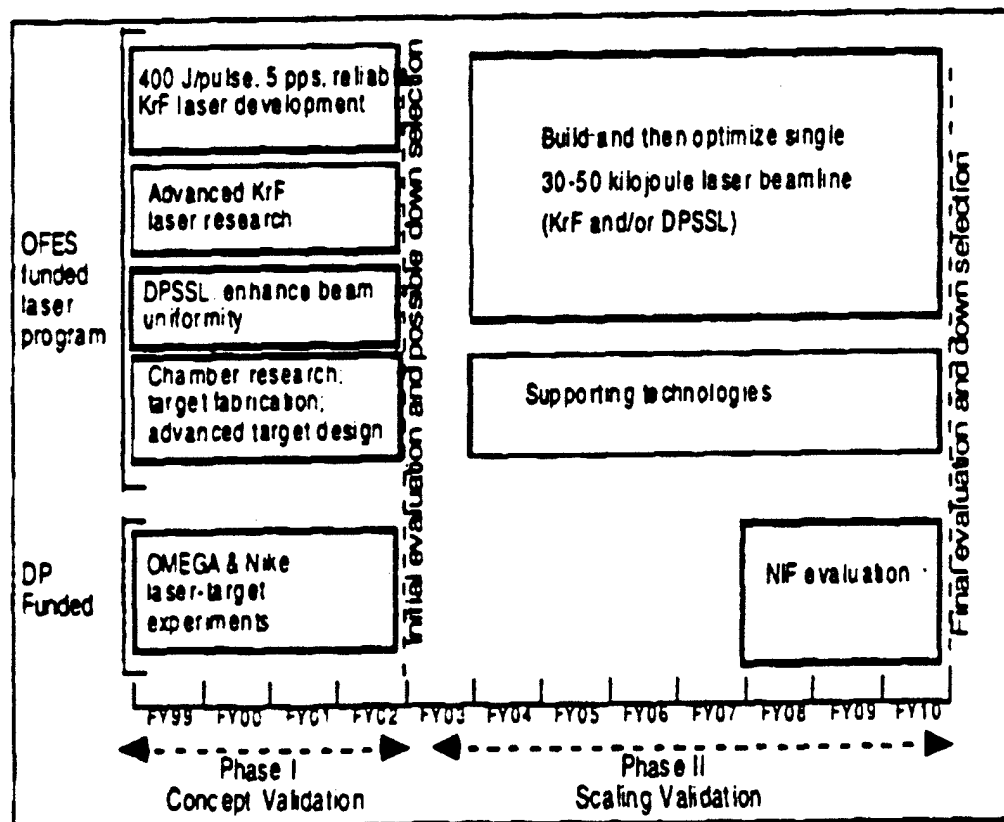 OFES
funded
laser
program
400 J/pulse. 5 pps. reliab
KrF laser development
Advanced KrF
laser research
DPSSL. enhance beam
uniformity
Chamber research;
target fabrication;
advanced target design
Initial evaluation and possible down selection
Build and then optimize single
30-50 kilojoule laser beamline
(KrF and/or DPSSL)
Supporting technologies
Final evaluation and down selection
DP
Funded
OMEGA & Nike
laser-target
experiments
NIF evaluation
FY99 FY00 FY01 FY02 FY03 FY04 FY05 FY06 FY07 FY08 FY09 FY10
Phase I
Concept Validation
Phase II
Scaling Validation